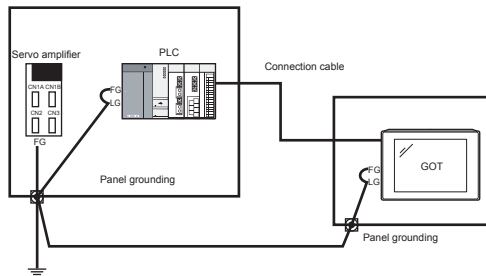 Servo amplifier
PLC
CN1A CN1B
CN2 CN3
FG
FG
LG
Connection cable
Panel grounding
FG
LG
GOT
Panel grounding